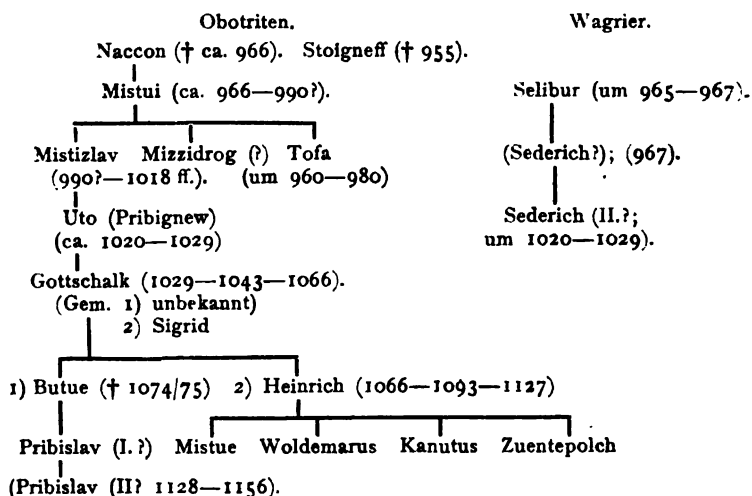 Obotriten. Wagrier.
Naccon († ca. 966). Stoigneff († 955).
Mistui (ca. 966—990?). Selibur (um 965—967).
Mistizlav Mizzidrog (?) Tofa (Sederich?); (967).
(990?—1018 ff.). (um 960—980)
Uto (Pribignew) Sederich (II.?;
(ca. 1020—1029) um 1020—1029).
Gottschalk (1029—1043—1066).
(Gem. 1) unbekannt)
2) Sigrid
1) Butue († 1074/75) 2) Heinrich (1066—1093—1127)
Pribislav (I. ?) Mistue Woldemarus Kanutus Zuentepolch
(Pribislav (II? 1128—1156).